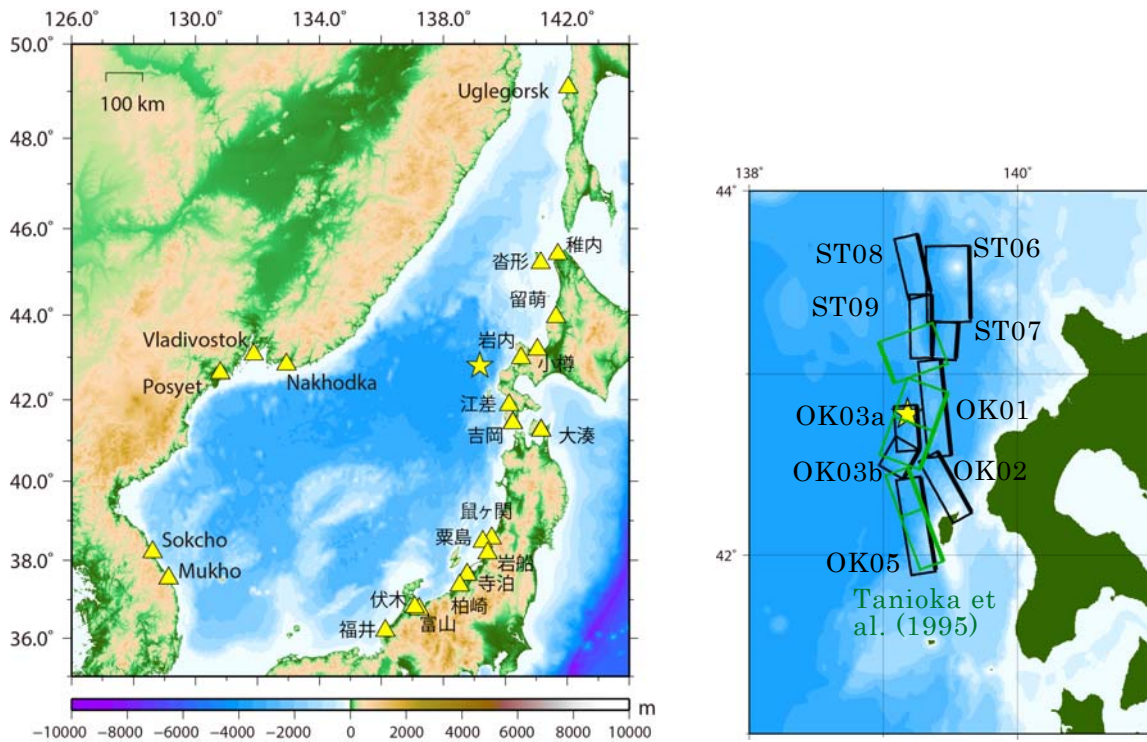 126.0° 130.0° 134.0° 138.0° 142.0°
50.0°
48.0°
46.0°
44.0°
42.0°
40.0°
38.0°
36.0°
100 km
Uglegorsk
稚内
沓形
留萌
岩内
小樽
Vladivostok
Posyet
Nakhodka
江差
吉岡
大湊
鼠ヶ関
粟島
岩船
寺泊
柏崎
伏木
富山
福井
Sokcho
Mukho
-10000 -8000 -6000 -4000 -2000 0 2000 4000 6000 8000 10000 m
138° 140°
44°
42°
ST08
ST06
ST09
ST07
OK03a
OK01
OK03b
OK02
OK05
Tanioka et
al. (1995)